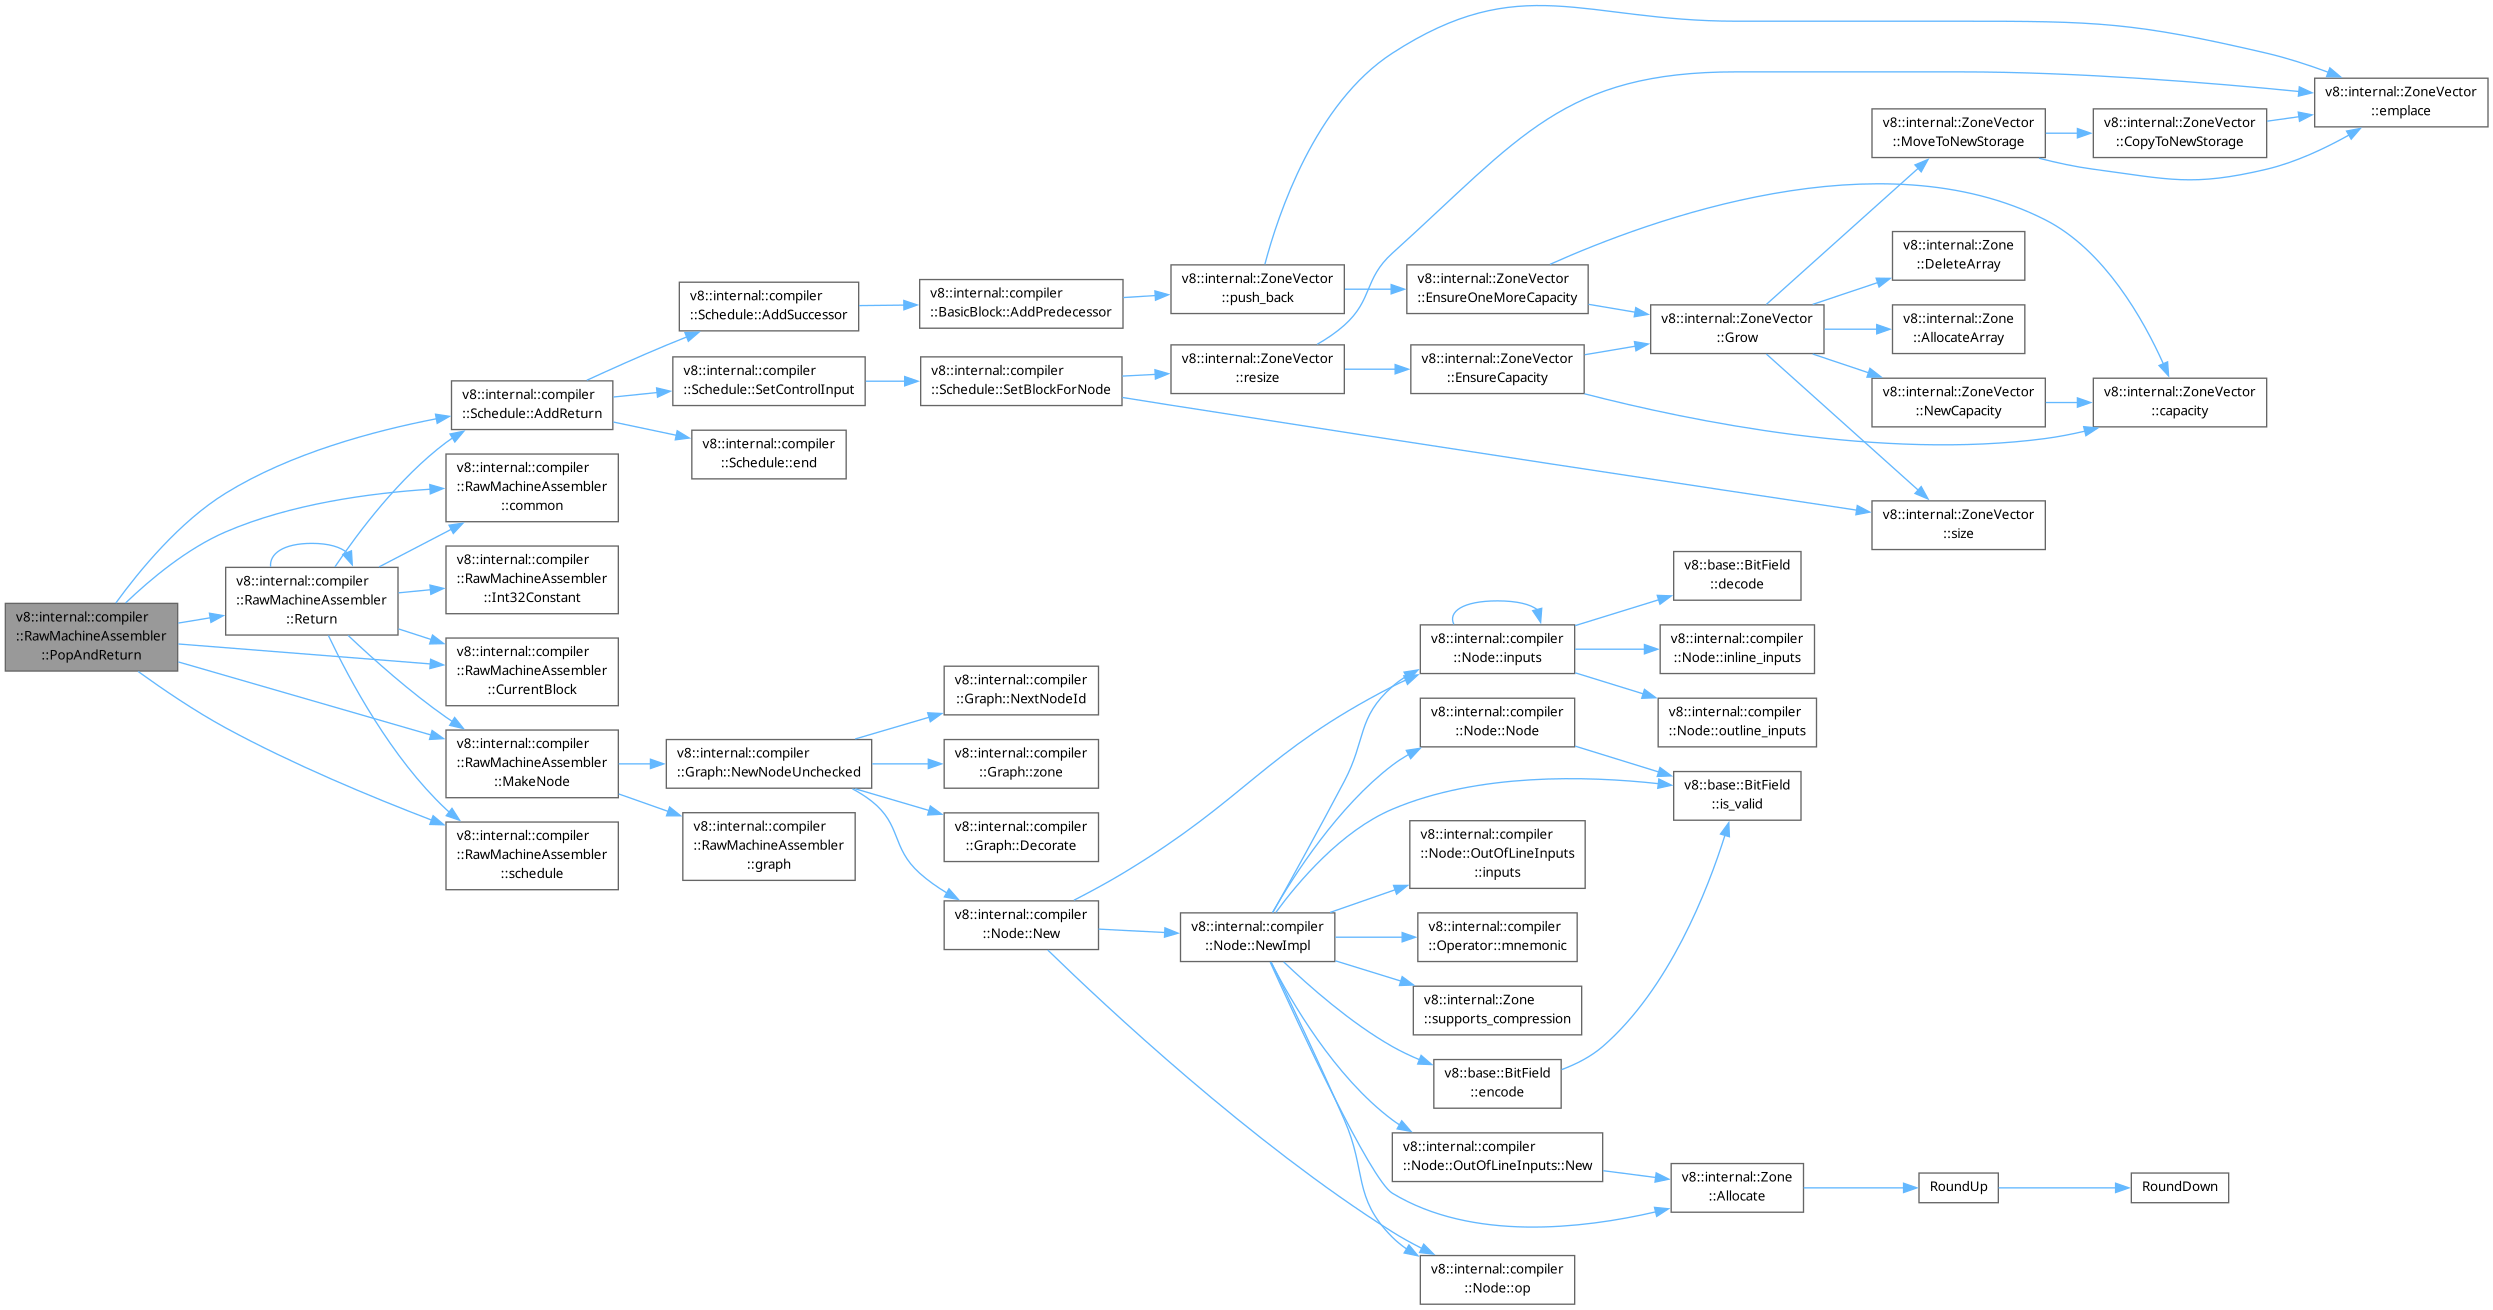 v8::internal::compiler
::RawMachineAssembler
::PopAndReturn
v8::internal::compiler
::RawMachineAssembler
::Return
v8::internal::compiler
::Schedule::AddReturn
v8::internal::compiler
::RawMachineAssembler
::common
v8::internal::compiler
::RawMachineAssembler
::Int32Constant
v8::internal::compiler
::RawMachineAssembler
::CurrentBlock
v8::internal::compiler
::RawMachineAssembler
::MakeNode
v8::internal::compiler
::RawMachineAssembler
::schedule
v8::internal::compiler
::Schedule::AddSuccessor
v8::internal::compiler
::Schedule::SetControlInput
v8::internal::compiler
::Schedule::end
v8::internal::compiler
::Graph::NewNodeUnchecked
v8::internal::compiler
::RawMachineAssembler
::graph
v8::internal::compiler
::BasicBlock::AddPredecessor
v8::internal::compiler
::Schedule::SetBlockForNode
v8::internal::compiler
::Graph::NextNodeId
v8::internal::compiler
::Graph::zone
v8::internal::compiler
::Graph::Decorate
v8::internal::compiler
::Node::New
v8::internal::ZoneVector
::push_back
v8::internal::ZoneVector
::resize
v8::internal::compiler
::Node::NewImpl
v8::internal::ZoneVector
::EnsureOneMoreCapacity
v8::internal::ZoneVector
::EnsureCapacity
v8::internal::compiler
::Node::inputs
v8::internal::compiler
::Node::Node
v8::internal::compiler
::Node::OutOfLineInputs
::inputs
v8::internal::compiler
::Operator::mnemonic
v8::internal::Zone
::supports_compression
v8::base::BitField
::encode
v8::internal::compiler
::Node::OutOfLineInputs::New
v8::internal::compiler
::Node::op
v8::internal::ZoneVector
::Grow
v8::base::BitField
::decode
v8::internal::compiler
::Node::inline_inputs
v8::internal::compiler
::Node::outline_inputs
v8::base::BitField
::is_valid
v8::internal::Zone
::Allocate
v8::internal::ZoneVector
::MoveToNewStorage
v8::internal::Zone
::DeleteArray
v8::internal::Zone
::AllocateArray
v8::internal::ZoneVector
::NewCapacity
v8::internal::ZoneVector
::size
RoundUp
v8::internal::ZoneVector
::CopyToNewStorage
v8::internal::ZoneVector
::capacity
RoundDown
v8::internal::ZoneVector
::emplace